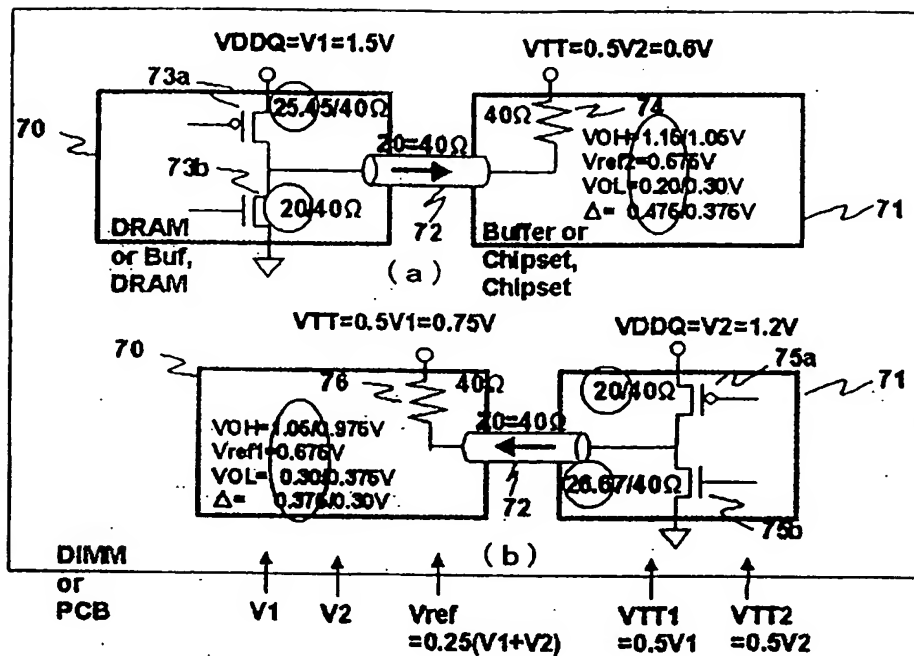 VDDQ=V1=1.5V
VTT=0.5V2=0.6V
73a
25.45/40Ω
70
40Ω
74
Z0=40Ω
VOH=1.15/1.05V
Vref2=0.675V
VOL=0.20/0.30V
Δ= 0.475/0.375V
73b
20/40Ω
72
71
DRAM
or Buf,
DRAM
(a)
Buffer or
Chipset,
Chipset
VTT=0.5V1=0.75V
VDDQ=V2=1.2V
70
75a
76
40Ω
20/40Ω
71
Z0=40Ω
VOH=1.05/0.975V
Vref1=0.675V
VOL= 0.30/0.375V
Δ= 0.375/0.30V
72
26.67/40Ω
75b
(b)
DIMM
or
PCB
V1
V2
Vref
=0.25(V1+V2)
VTT1
=0.5V1
VTT2
=0.5V2